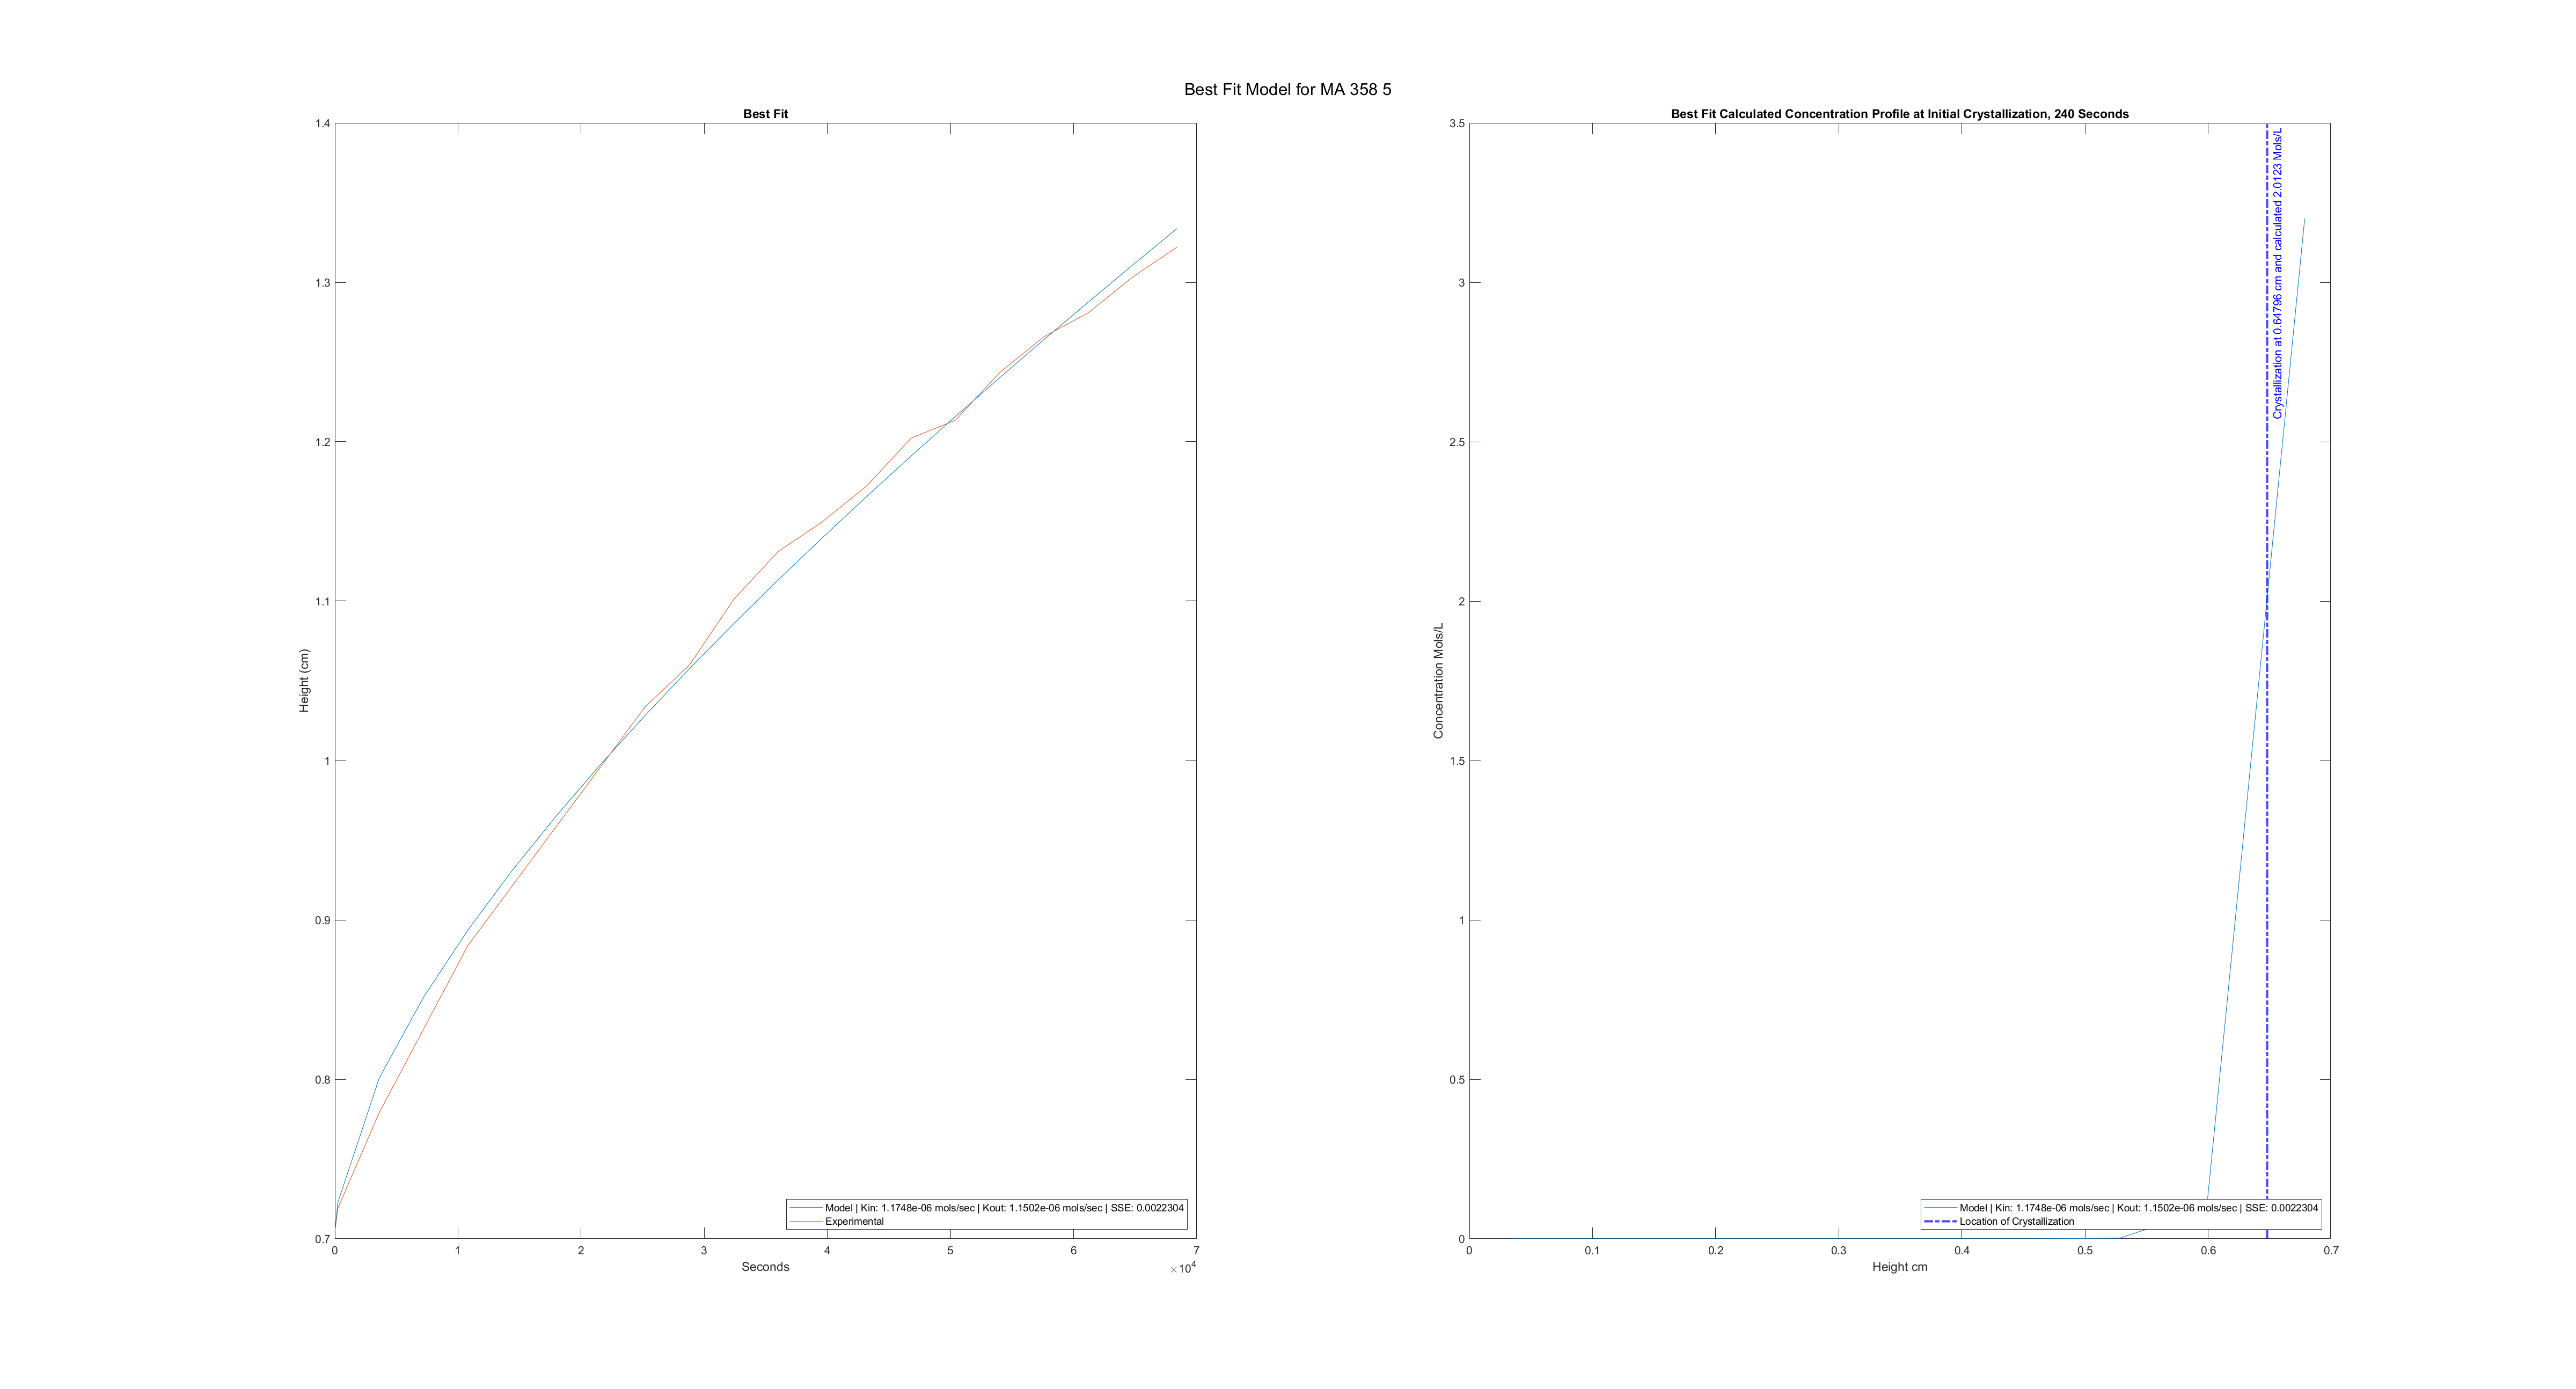 Best Fit Model for MA 358 5
Best Fit
1.4
1.3
1.2
1.1
1
0.9
0.8
0.7
Height (cm)
0
1
2
3
4
5
6
7
×10^4
Seconds
Model | Kin: 1.1748e-06 mols/sec | Kout: 1.1502e-06 mols/sec | SSE: 0.0022304
Experimental
Best Fit Calculated Concentration Profile at Initial Crystallization, 240 Seconds
3.5
3
2.5
2
1.5
1
0.5
0
Concentration Mols/L
Crystallization at 0.64796 cm and calculated 2.0123 Mols/L
0
0.1
0.2
0.3
0.4
0.5
0.6
0.7
Height cm
Model | Kin: 1.1748e-06 mols/sec | Kout: 1.1502e-06 mols/sec | SSE: 0.0022304
Location of Crystallization